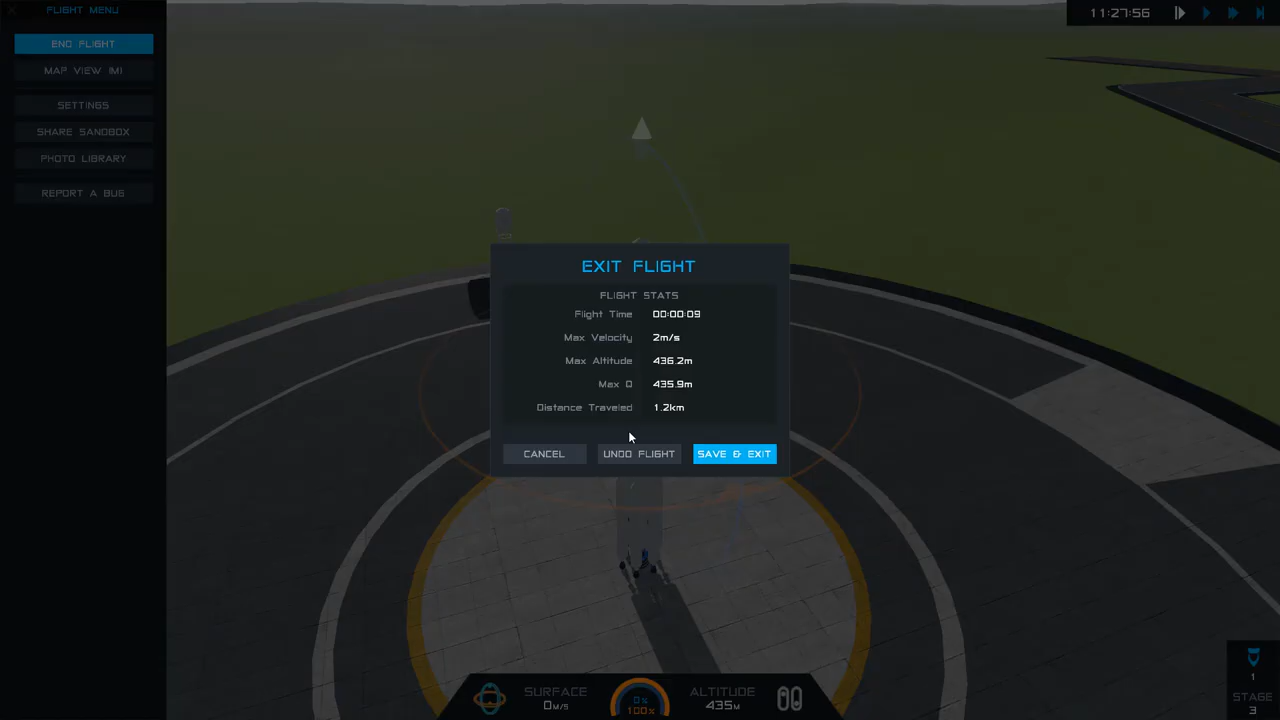 FLIGHT MENU
END FLIGHT
MAP VIEW (M)
SETTINGS
SHARE SANDBOX
PHOTO LIBRARY
REPORT A BUG
11:27:56
EXIT FLIGHT
FLIGHT STATS
Flight Time 00:00:09
Max Velocity 2m/s
Max Altitude 436.2m
Max Q 435.9m
Distance Traveled 1.2km
CANCEL
UNDO FLIGHT
SAVE & EXIT
SURFACE
0M/S
0%
100%
ALTITUDE
435M
1
STAGE
3